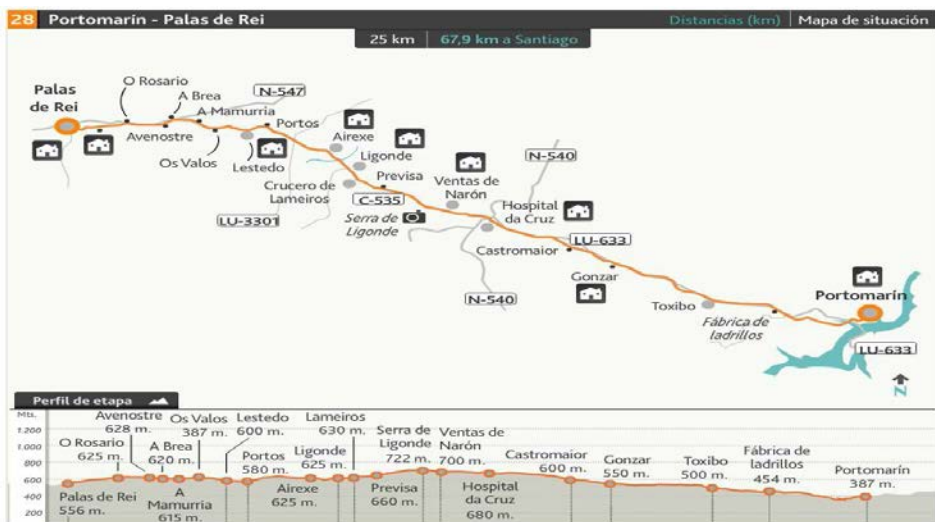 28 Portomarín - Palas de Rei
Distancias (km) | Mapa de situación
25 km | 67,9 km a Santiago
Palas
de Rei
O Rosario
A Brea
N-547
A Mamurria
Portos
Avenostre
Os Valos
Lestedo
Airexe
Ligonde
Crucero de
Lameiros
Previsa
C-535
LU-3301
Serra de
Ligonde
Ventas de
Narón
N-540
Hospital
da Cruz
Castromaior
LU-633
Gonzar
N-540
Toxibo
Fábrica de
ladrillos
Portomarín
LU-633
N
Perfil de etapa
Mts.
1.200
1.000
800
600
400
200
Palas de Rei
556 m.
O Rosario
625 m.
Avenostre
628 m.
A Brea
620 m.
A
Mamurria
615 m.
Os Valos
387 m.
Lestedo
600 m.
Portos
580 m.
Airexe
625 m.
Ligonde
625 m.
Lameiros
630 m.
Previsa
660 m.
Serra de
Ligonde
722 m.
Ventas de
Narón
700 m.
Hospital
da Cruz
680 m.
Castromaior
600 m.
Gonzar
550 m.
Toxibo
500 m.
Fábrica de
ladrillos
454 m.
Portomarín
387 m.